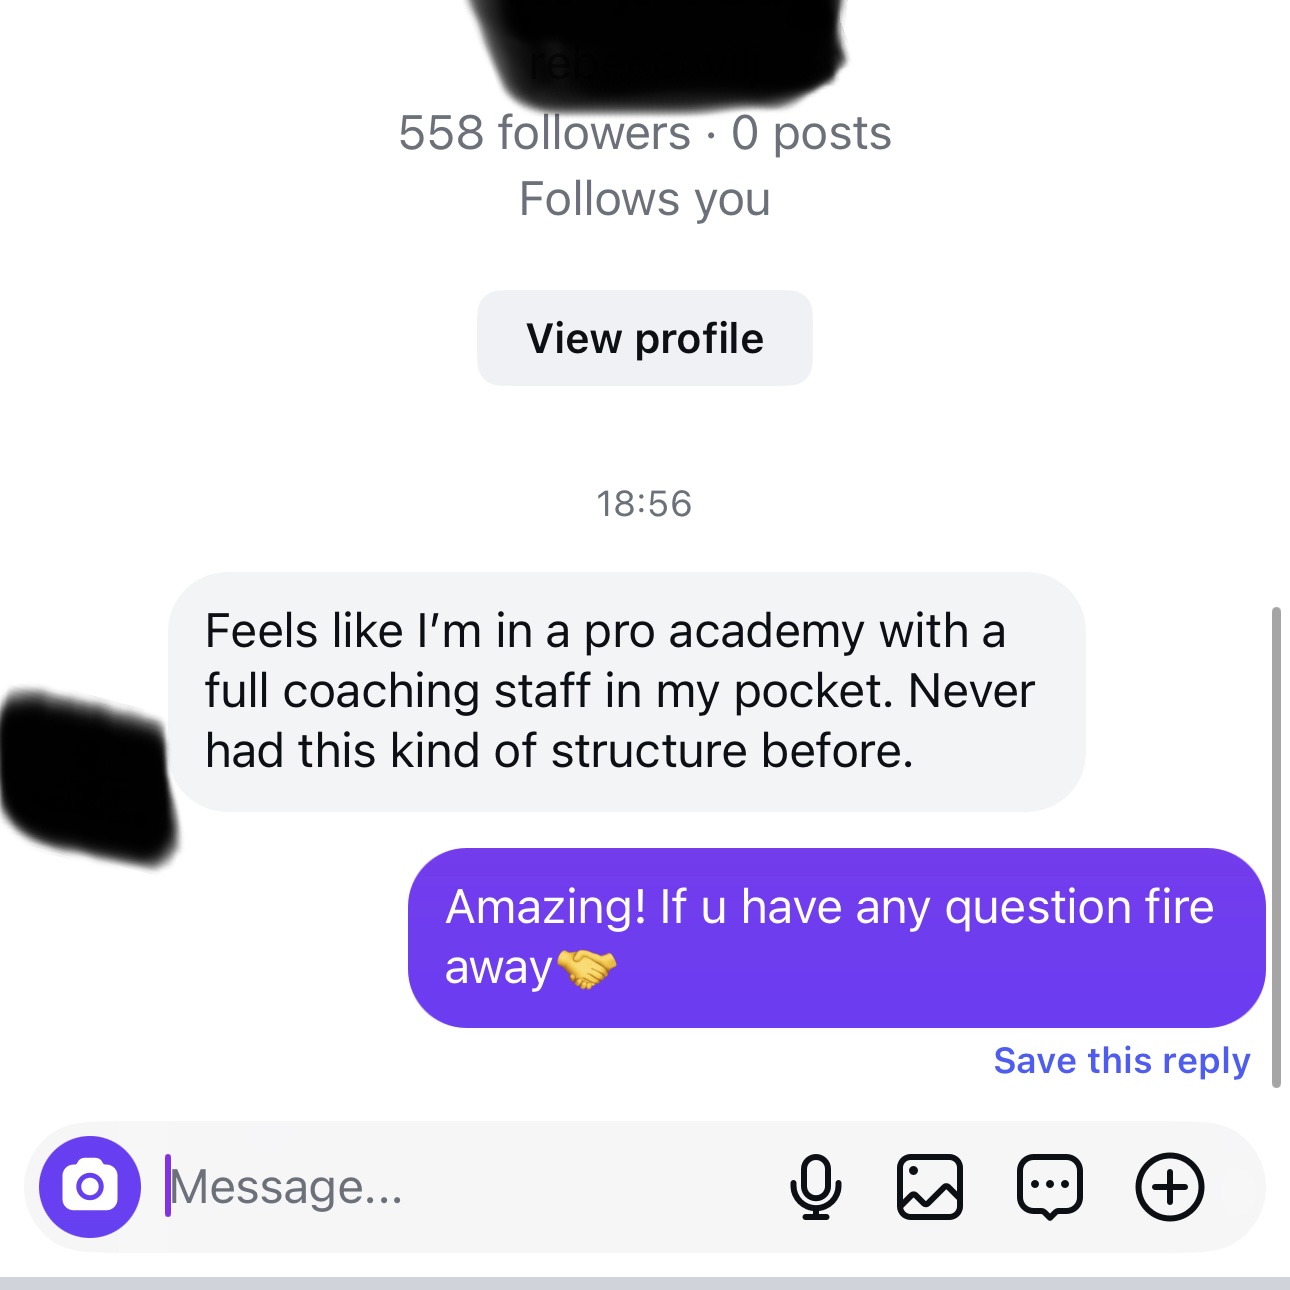 558 followers · 0 posts
Follows you
View profile
18:56
Feels like I’m in a pro academy with a
full coaching staff in my pocket. Never
had this kind of structure before.
Amazing! If u have any question fire
away🤝
Save this reply
Message...